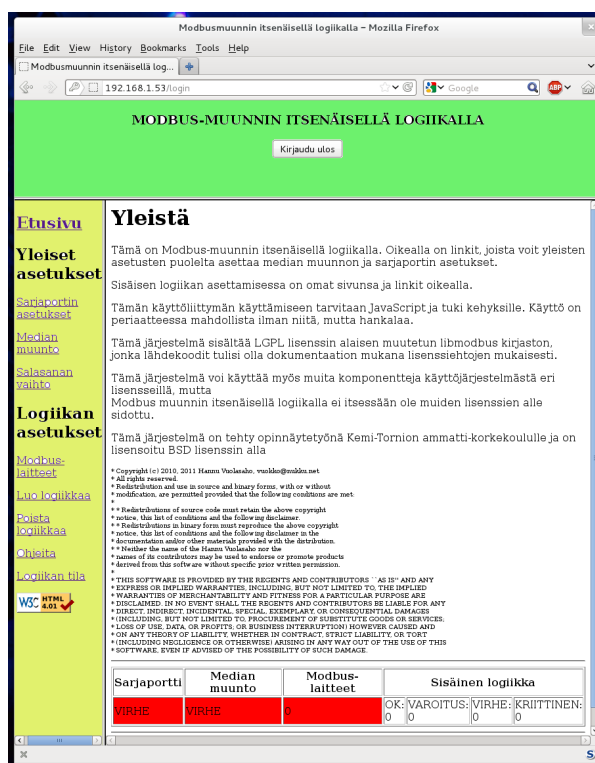 Modbusmuunnin itsenäisellä logiikalla – Mozilla Firefox
File Edit View History Bookmarks Tools Help
Modbusmuunnin itsenäisellä log...
192.168.1.53/login
Google
ABP
MODBUS-MUUNNIN ITSENÄISELLÄ LOGIIKALLA
Kirjaudu ulos
Etusivu
Yleiset
asetukset
Sarjaportin
asetukset
Median
muunto
Salasanan
vaihto
Logiikan
asetukset
Modbus-
laitteet
Luo logiikkaa
Poista
logiikkaa
Ohjeita
Logiikan tila
W3C HTML 4.01
Yleistä
Tämä on Modbus-muunnin itsenäisellä logiikalla. Oikealla on linkit, joista voit yleisten
asetusten puolelta asettaa median muunnon ja sarjaportin asetukset.
Sisäisen logiikan asettamisessa on omat sivunsa ja linkit oikealla.
Tämän käyttöliittymän käyttämiseen tarvitaan JavaScript ja tuki kehyksille. Käyttö on
periaatteessa mahdollista ilman niitä, mutta hankalaa.
Tämä järjestelmä sisältää LGPL lisenssin alaisen muutetun libmodbus kirjaston,
jonka lähdekoodit tulisi olla dokumentaation mukana lisenssiehtojen mukaisesti.
Tämä järjestelmä voi käyttää myös muita komponentteja käyttöjärjestelmästä eri
lisensseillä, mutta
Modbus muunnin itsenäisellä logiikalla ei itsessään ole muiden lisenssien alle
sidottu.
Tämä järjestelmä on tehty opinnäytetyönä Kemi-Tornion ammatti-korkekoululle ja on
lisensoitu BSD lisenssin alla
* Copyright (c) 2010, 2011 Hannu Vuolasaho, vuokko@nukku.net
* All rights reserved.
* Redistribution and use in source and binary forms, with or without
* modification, are permitted provided that the following conditions are met:
*
* * Redistributions of source code must retain the above copyright
* notice, this list of conditions and the following disclaimer.
* * Redistributions in binary form must reproduce the above copyright
* notice, this list of conditions and the following disclaimer in the
* documentation and/or other materials provided with the distribution.
* * Neither the name of the Hannu Vuolasaho nor the
* names of its contributors may be used to endorse or promote products
* derived from this software without specific prior written permission.
*
* THIS SOFTWARE IS PROVIDED BY THE REGENTS AND CONTRIBUTORS ``AS IS'' AND ANY
* EXPRESS OR IMPLIED WARRANTIES, INCLUDING, BUT NOT LIMITED TO, THE IMPLIED
* WARRANTIES OF MERCHANTABILITY AND FITNESS FOR A PARTICULAR PURPOSE ARE
* DISCLAIMED. IN NO EVENT SHALL THE REGENTS AND CONTRIBUTORS BE LIABLE FOR ANY
* DIRECT, INDIRECT, INCIDENTAL, SPECIAL, EXEMPLARY, OR CONSEQUENTIAL DAMAGES
* (INCLUDING, BUT NOT LIMITED TO, PROCUREMENT OF SUBSTITUTE GOODS OR SERVICES;
* LOSS OF USE, DATA, OR PROFITS; OR BUSINESS INTERRUPTION) HOWEVER CAUSED AND
* ON ANY THEORY OF LIABILITY, WHETHER IN CONTRACT, STRICT LIABILITY, OR TORT
* (INCLUDING NEGLIGENCE OR OTHERWISE) ARISING IN ANY WAY OUT OF THE USE OF THIS
* SOFTWARE, EVEN IF ADVISED OF THE POSSIBILITY OF SUCH DAMAGE.
Sarjaportti Median muunto Modbus-laitteet Sisäinen logiikka
VIRHE VIRHE 0 OK: 0 VAROITUS: 0 VIRHE: 0 KRIITTINEN: 0